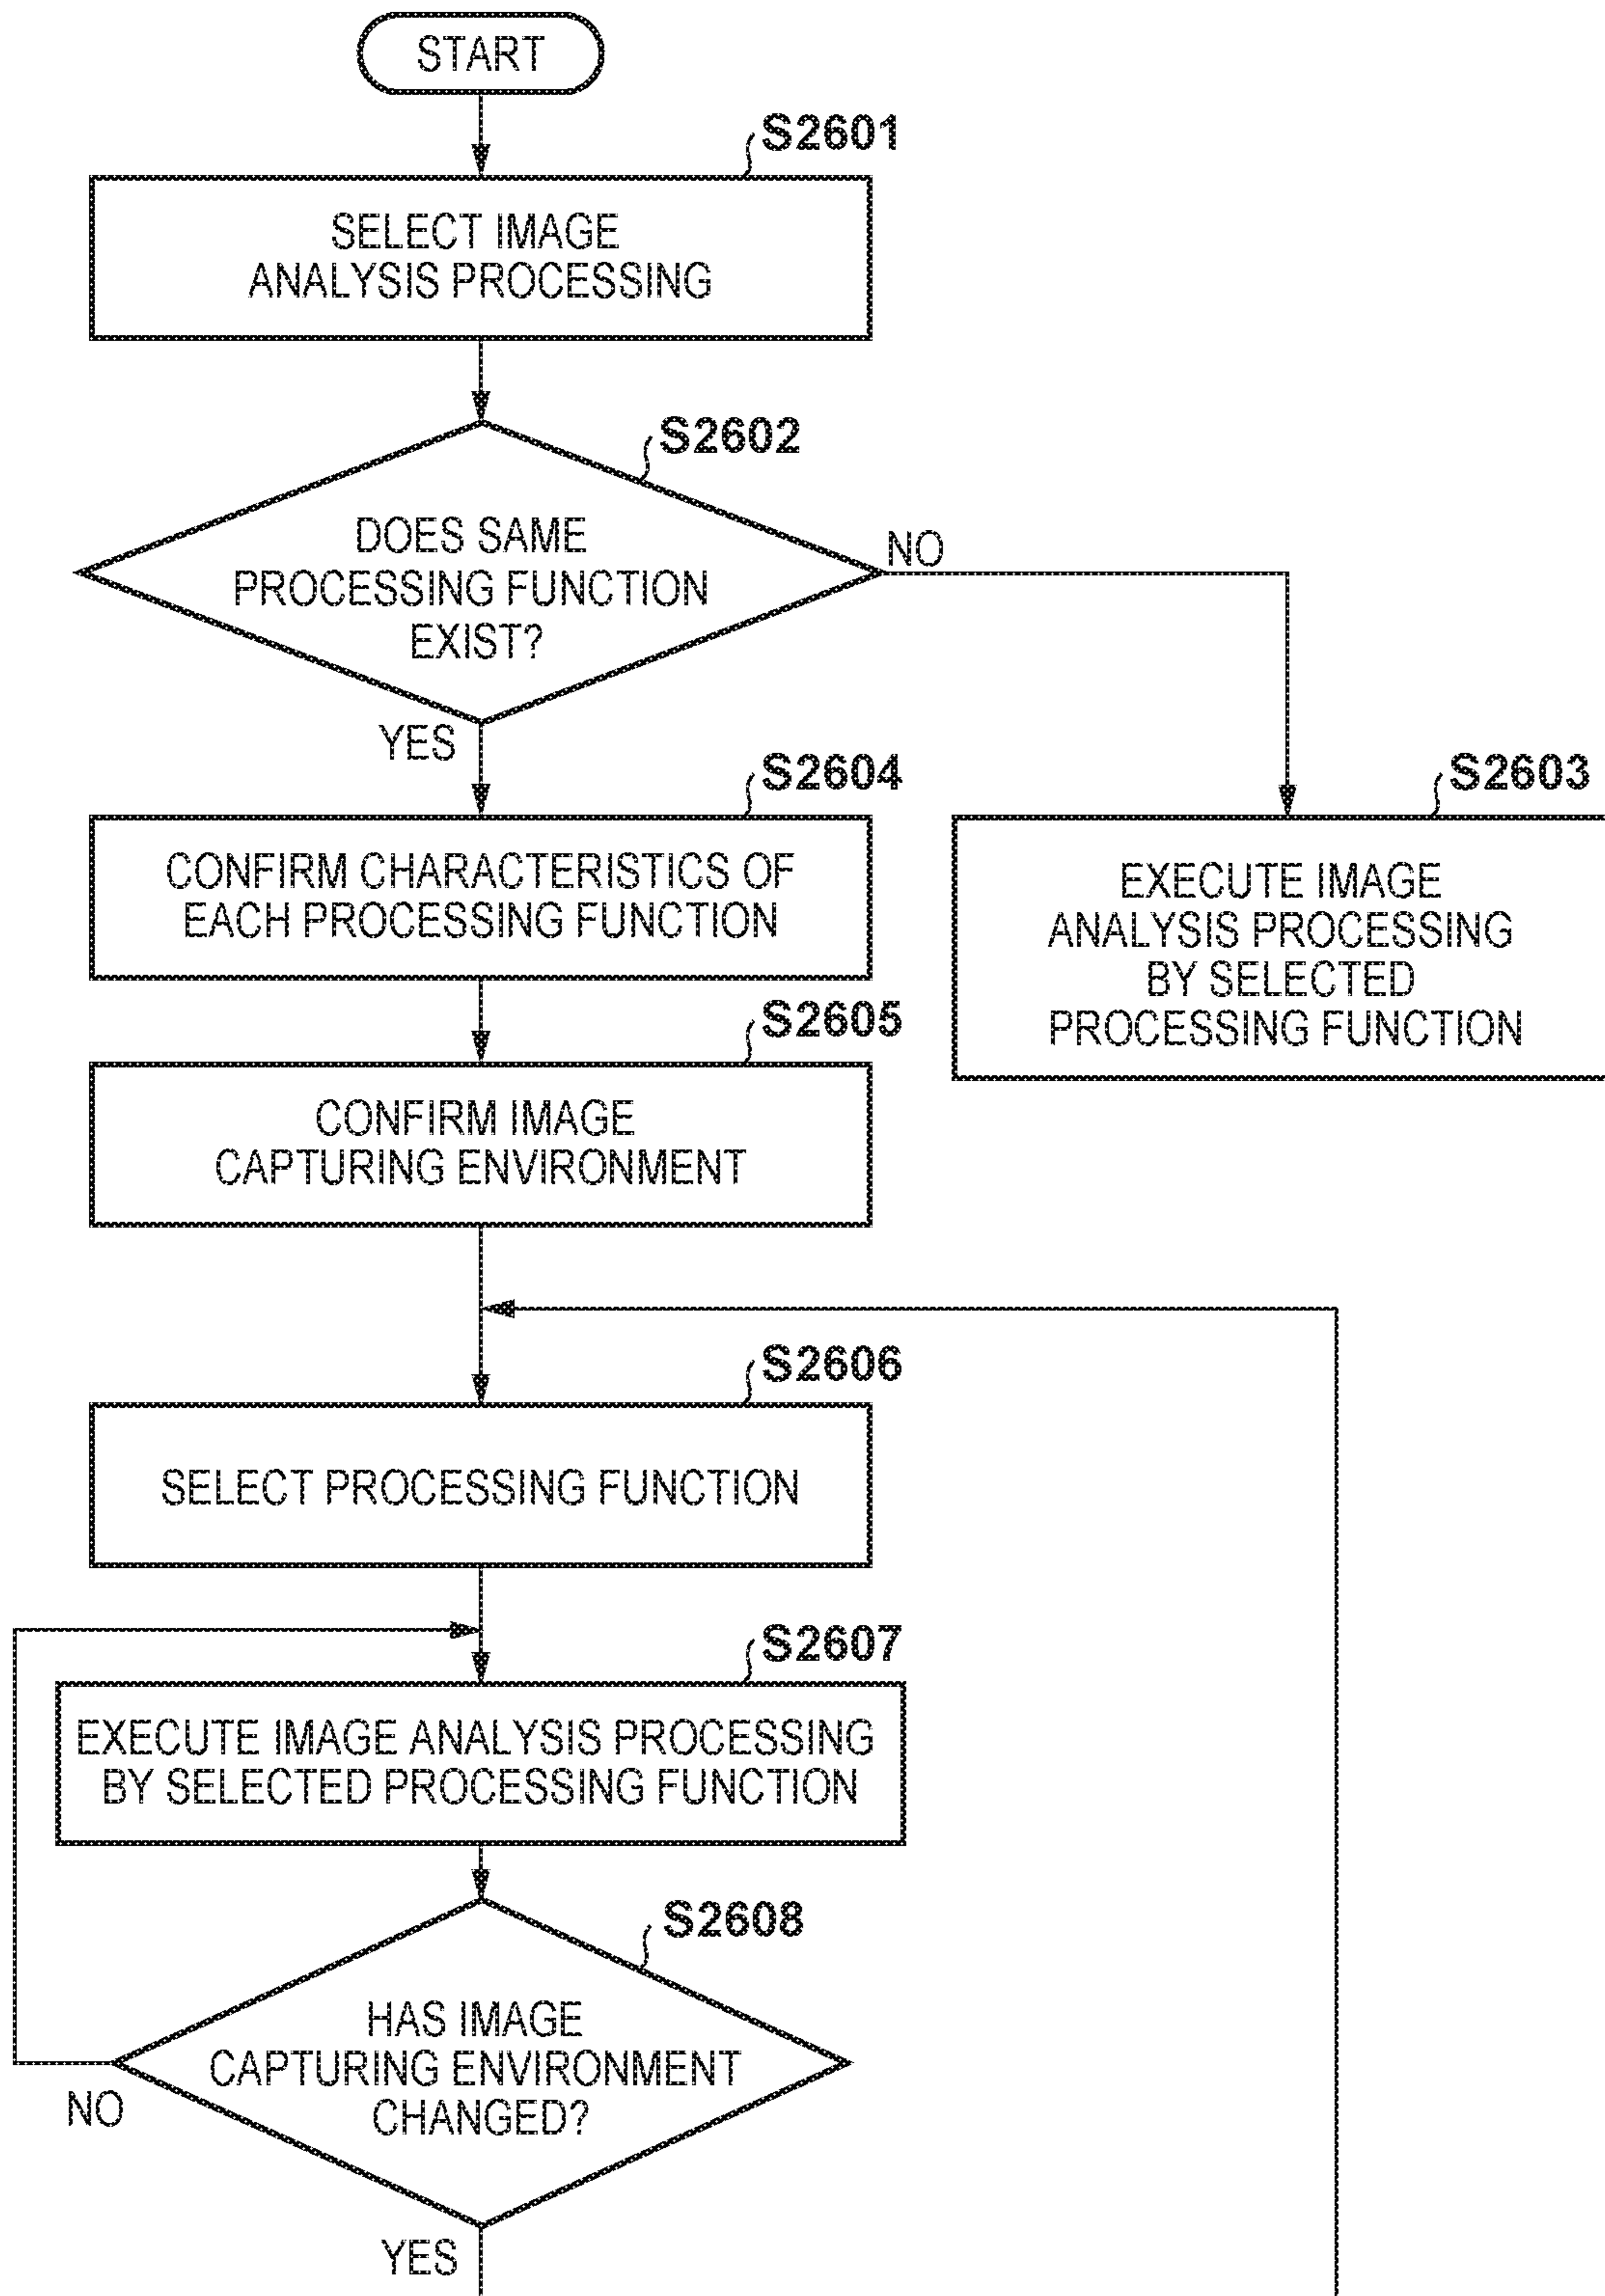 START
S2601
SELECT IMAGE
ANALYSIS PROCESSING
S2602
DOES SAME
PROCESSING FUNCTION
EXIST?
NO
YES
S2604
CONFIRM CHARACTERISTICS OF
EACH PROCESSING FUNCTION
S2603
EXECUTE IMAGE
ANALYSIS PROCESSING
BY SELECTED
PROCESSING FUNCTION
S2605
CONFIRM IMAGE
CAPTURING ENVIRONMENT
S2606
SELECT PROCESSING FUNCTION
S2607
EXECUTE IMAGE ANALYSIS PROCESSING
BY SELECTED PROCESSING FUNCTION
S2608
HAS IMAGE
CAPTURING ENVIRONMENT
CHANGED?
NO
YES